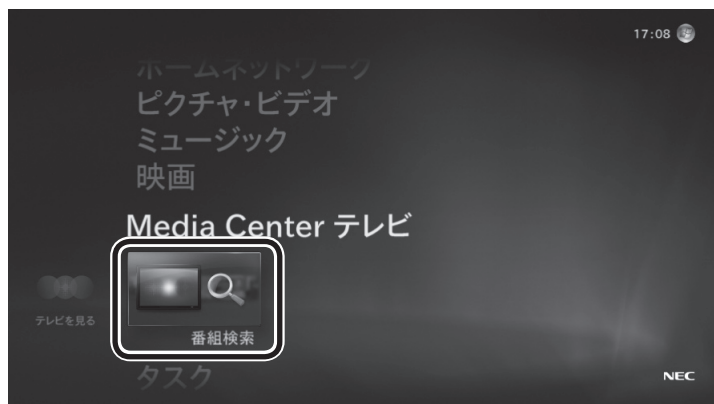 17:08
ホームネットワーク
ピクチャ・ビデオ
ミュージック
映画
Media Center テレビ
テレビを見る
番組検索
タスク
NEC